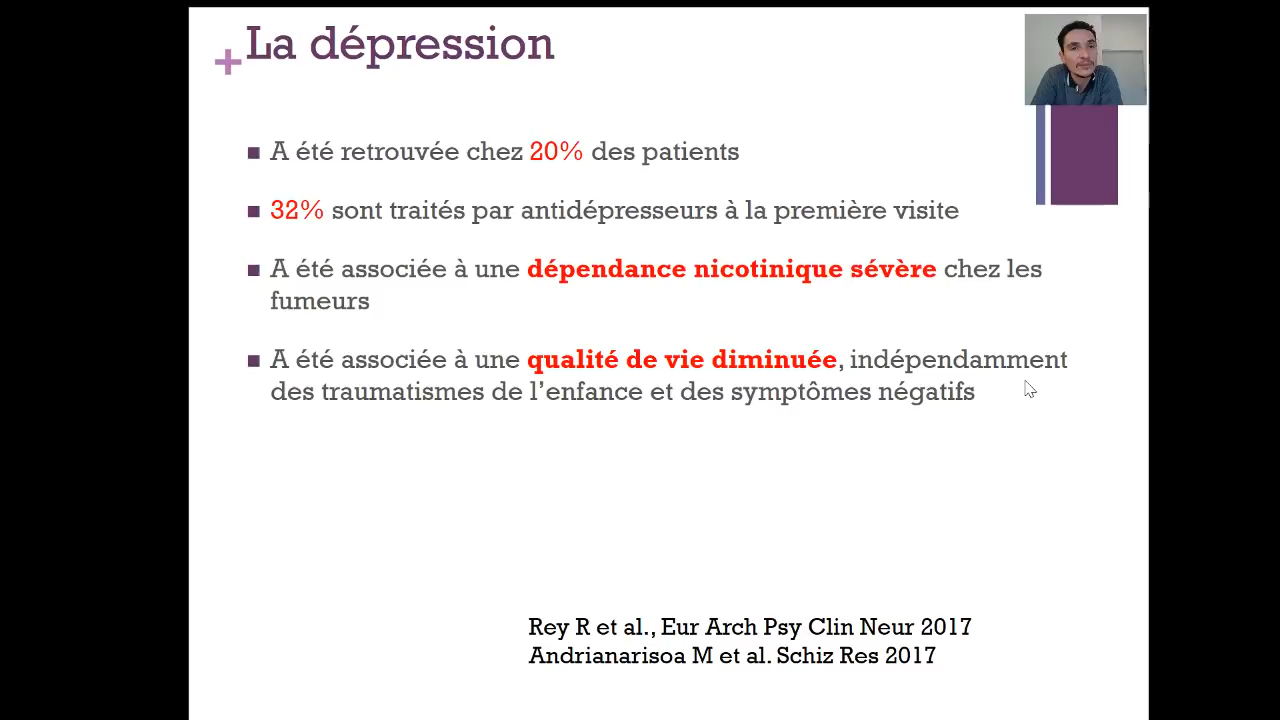 La dépression
A été retrouvée chez 20% des patients
32% sont traités par antidépresseurs à la première visite
A été associée à une dépendance nicotinique sévère chez les
fumeurs
A été associée à une qualité de vie diminuée, indépendamment
des traumatismes de l’enfance et des symptômes négatifs
Rey R et al., Eur Arch Psy Clin Neur 2017
Andrianarisoa M et al. Schiz Res 2017